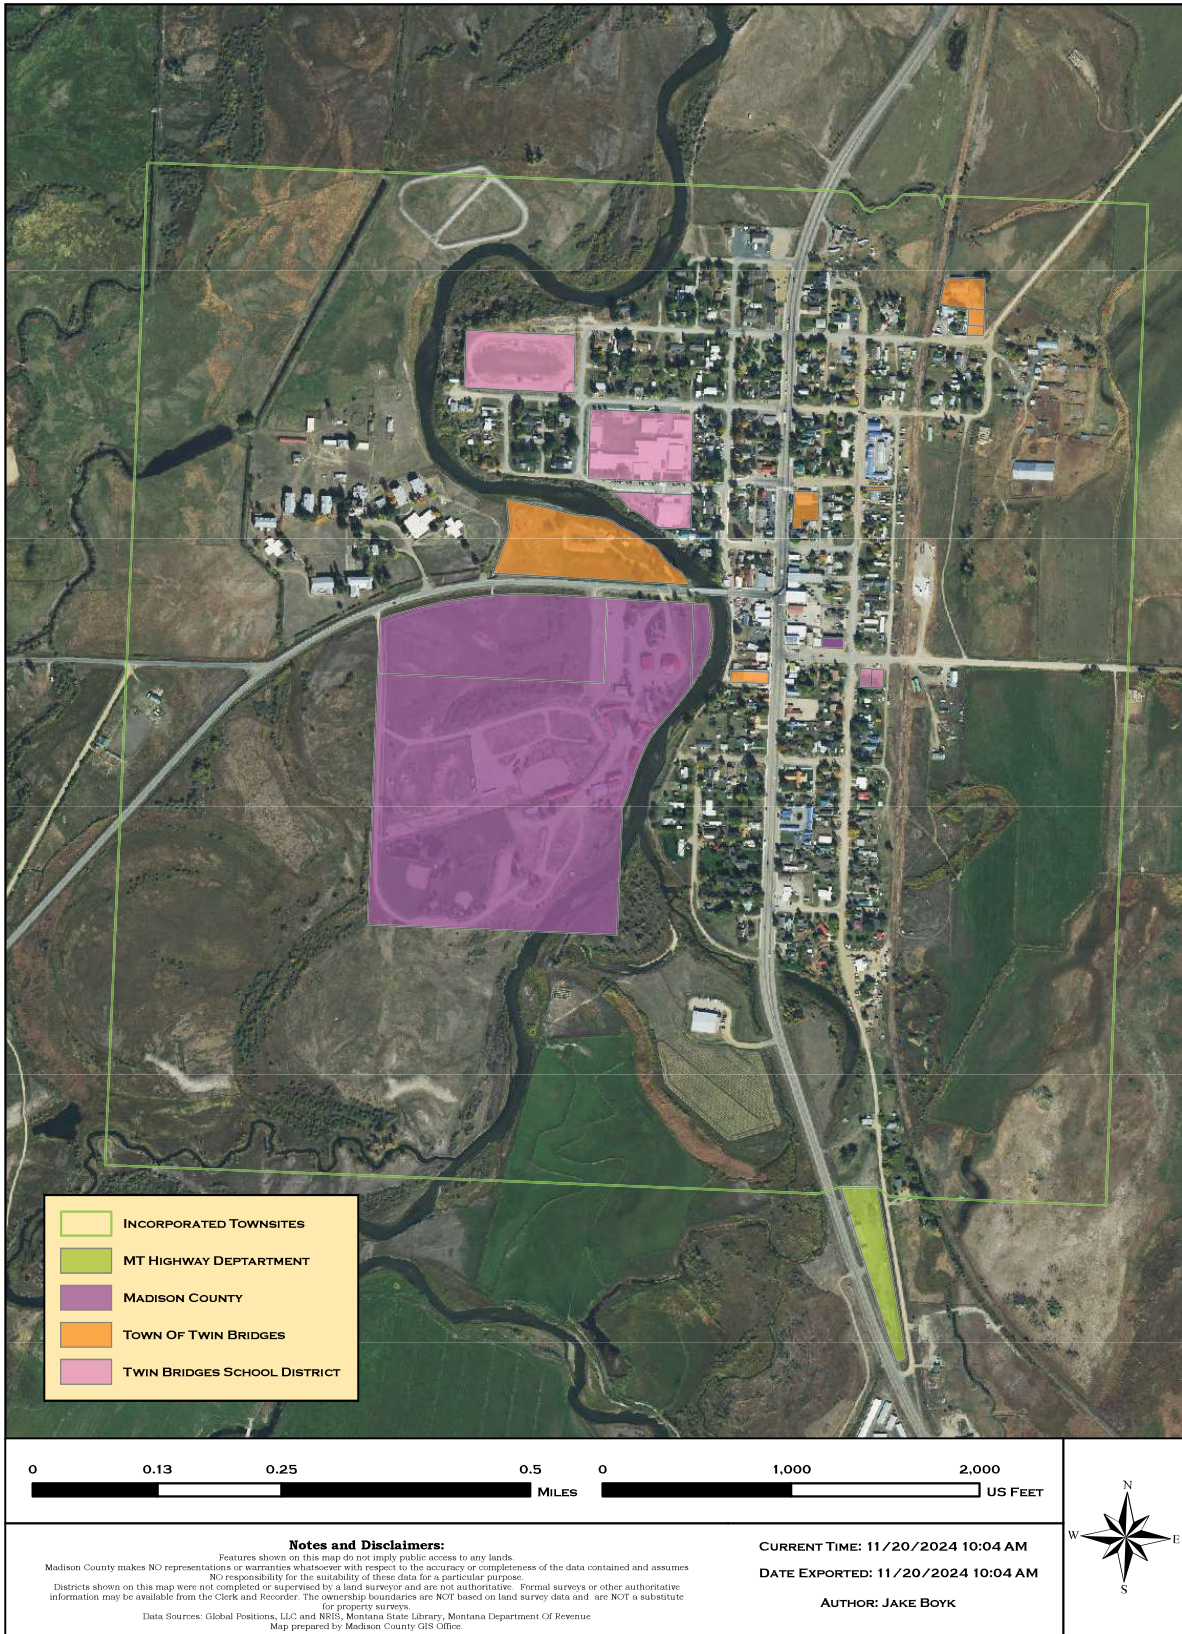 INCORPORATED TOWNSITES
MT HIGHWAY DEPTARTMENT
MADISON COUNTY
TOWN OF TWIN BRIDGES
TWIN BRIDGES SCHOOL DISTRICT
0 0.13 0.25 0.5 MILES
0 1,000 2,000 US FEET
Notes and Disclaimers:
Features shown on this map do not imply public access to any lands.
Madison County makes NO representations or warranties whatsoever with respect to the accuracy or completeness of the data contained and assumes
NO responsibility for the suitability of these data for a particular purpose.
Districts shown on this map were not completed or supervised by a land surveyor and are not authoritative. Formal surveys or other authoritative
information may be available from the Clerk and Recorder. The ownership boundaries are NOT based on land survey data and are NOT a substitute
for property surveys.
Data Sources: Global Positions, LLC and NRIS, Montana State Library, Montana Department Of Revenue
Map prepared by Madison County GIS Office.
CURRENT TIME: 11/20/2024 10:04 AM
DATE EXPORTED: 11/20/2024 10:04 AM
AUTHOR: JAKE BOYK
N
W E
S